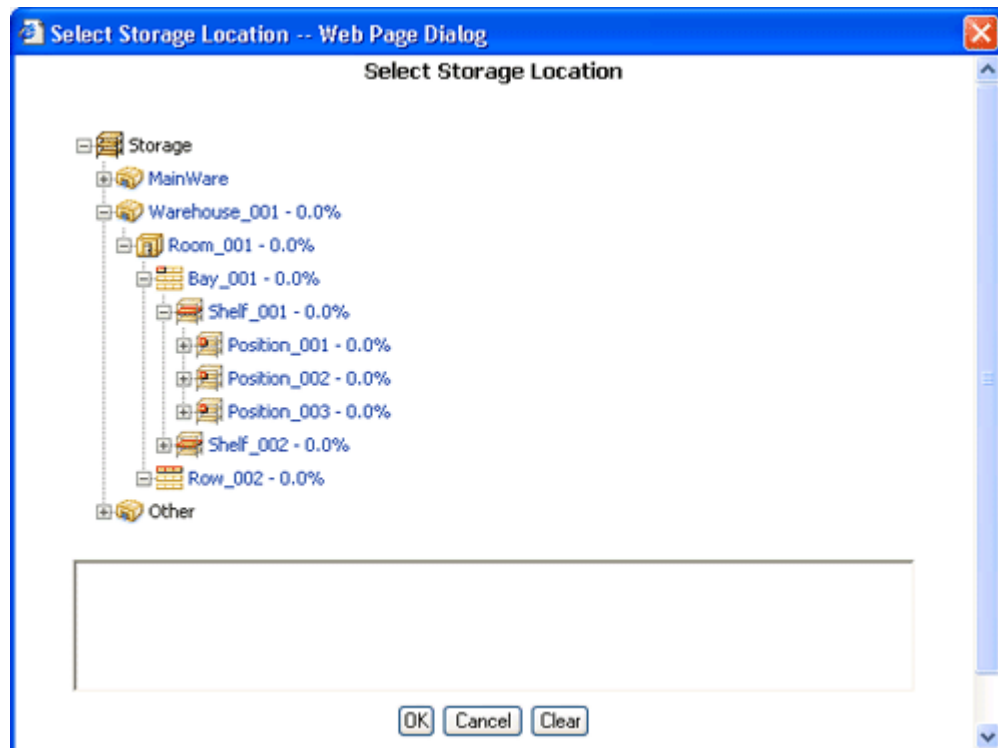 Select Storage Location -- Web Page Dialog
Select Storage Location
Storage
MainWare
Warehouse_001 - 0.0%
Room_001 - 0.0%
Bay_001 - 0.0%
Shelf_001 - 0.0%
Position_001 - 0.0%
Position_002 - 0.0%
Position_003 - 0.0%
Shelf_002 - 0.0%
Row_002 - 0.0%
Other
OK Cancel Clear